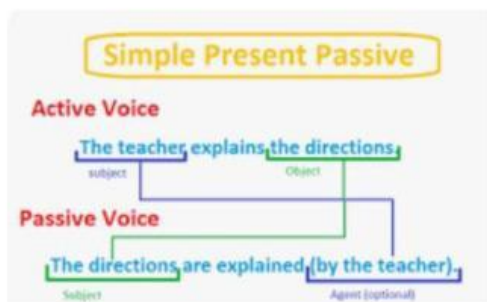 Simple Present Passive
Active Voice
The teacher explains the directions.
subject
Object
Passive Voice
The directions are explained (by the teacher).
Subject
Agent (optional)